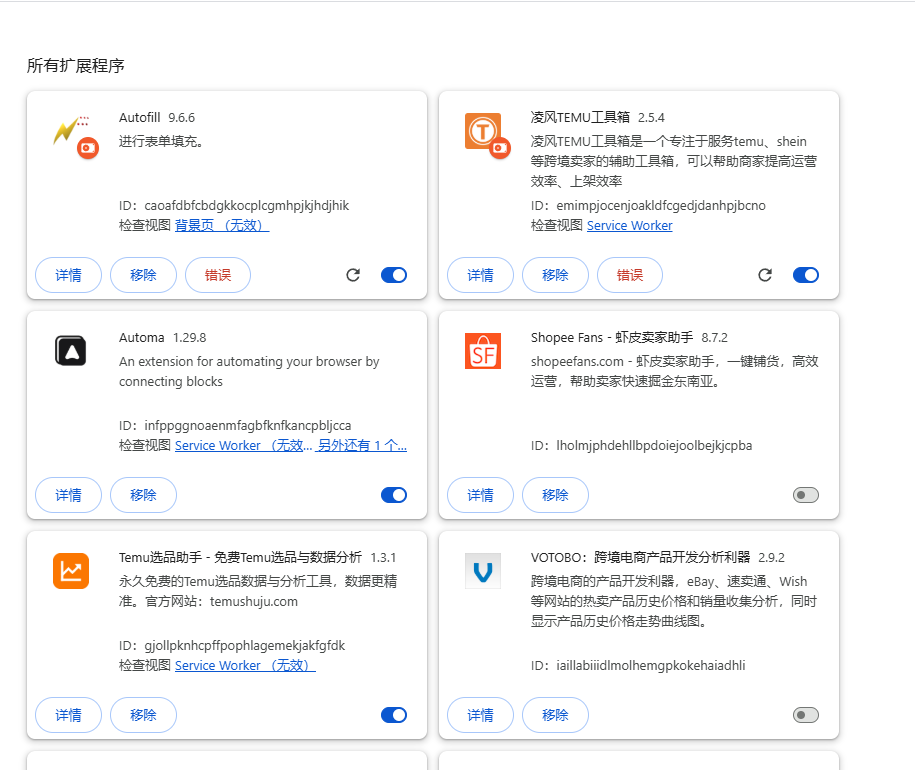 所有扩展程序
Autofill 9.6.6
进行表单填充。
ID：caoafdbfcbdgkkocplcgmhpjkjhdjhik
检查视图 背景页 （无效）
详情 移除 错误
T
凌风TEMU工具箱 2.5.4
凌风TEMU工具箱是一个专注于服务temu、shein
等跨境卖家的辅助工具箱，可以帮助商家提高运营
效率、上架效率
ID：emimpjocenjoakldfcgedjdanhpjbcno
检查视图 Service Worker
详情 移除 错误
Automa 1.29.8
An extension for automating your browser by
connecting blocks
ID：infppggnoaenmfagbfknfkancpbljcca
检查视图 Service Worker （无效... 另外还有 1 个...
详情 移除
SF
Shopee Fans - 虾皮卖家助手 8.7.2
shopeefans.com - 虾皮卖家助手，一键铺货，高效
运营，帮助卖家快速掘金东南亚。
ID：lholmjphdehllbpdoiejoolbejkjcpba
详情 移除
Temu选品助手 - 免费Temu选品与数据分析 1.3.1
永久免费的Temu选品数据与分析工具，数据更精
准。官方网站：temushuju.com
ID：gjollpknhcpffpophlagemekjakfgfdk
检查视图 Service Worker （无效）
详情 移除
V
VOTOBO：跨境电商产品开发分析利器 2.9.2
跨境电商的产品开发利器，eBay、速卖通、Wish
等网站的热卖产品历史价格和销量收集分析，同时
显示产品历史价格走势曲线图。
ID：iaillabiiidlmolhemgpkokehaiadhli
详情 移除